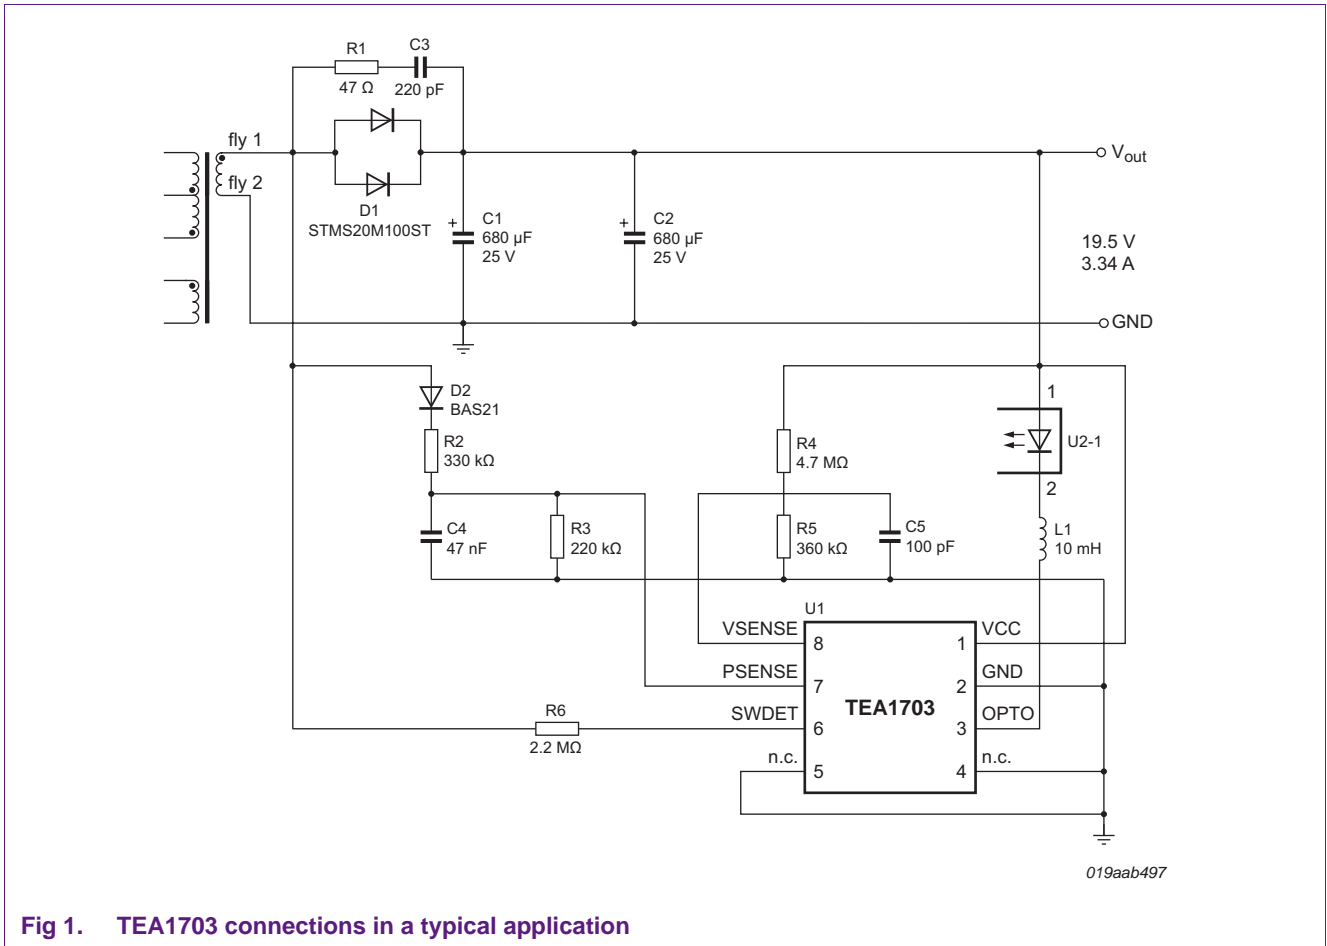 R1
C3
47 Ω
220 pF
fly 1
fly 2
D1
STMS20M100ST
C1
680 μF
25 V
C2
680 μF
25 V
Vout
19.5 V
3.34 A
GND
D2
BAS21
R2
330 kΩ
C4
47 nF
R3
220 kΩ
R4
4.7 MΩ
R5
360 kΩ
C5
100 pF
1
U2-1
2
L1
10 mH
U1
VSENSE 8
PSENSE 7
SWDET 6
n.c. 5
TEA1703
1 VCC
2 GND
3 OPTO
4 n.c.
R6
2.2 MΩ
+
+
019aab497
Fig 1. TEA1703 connections in a typical application